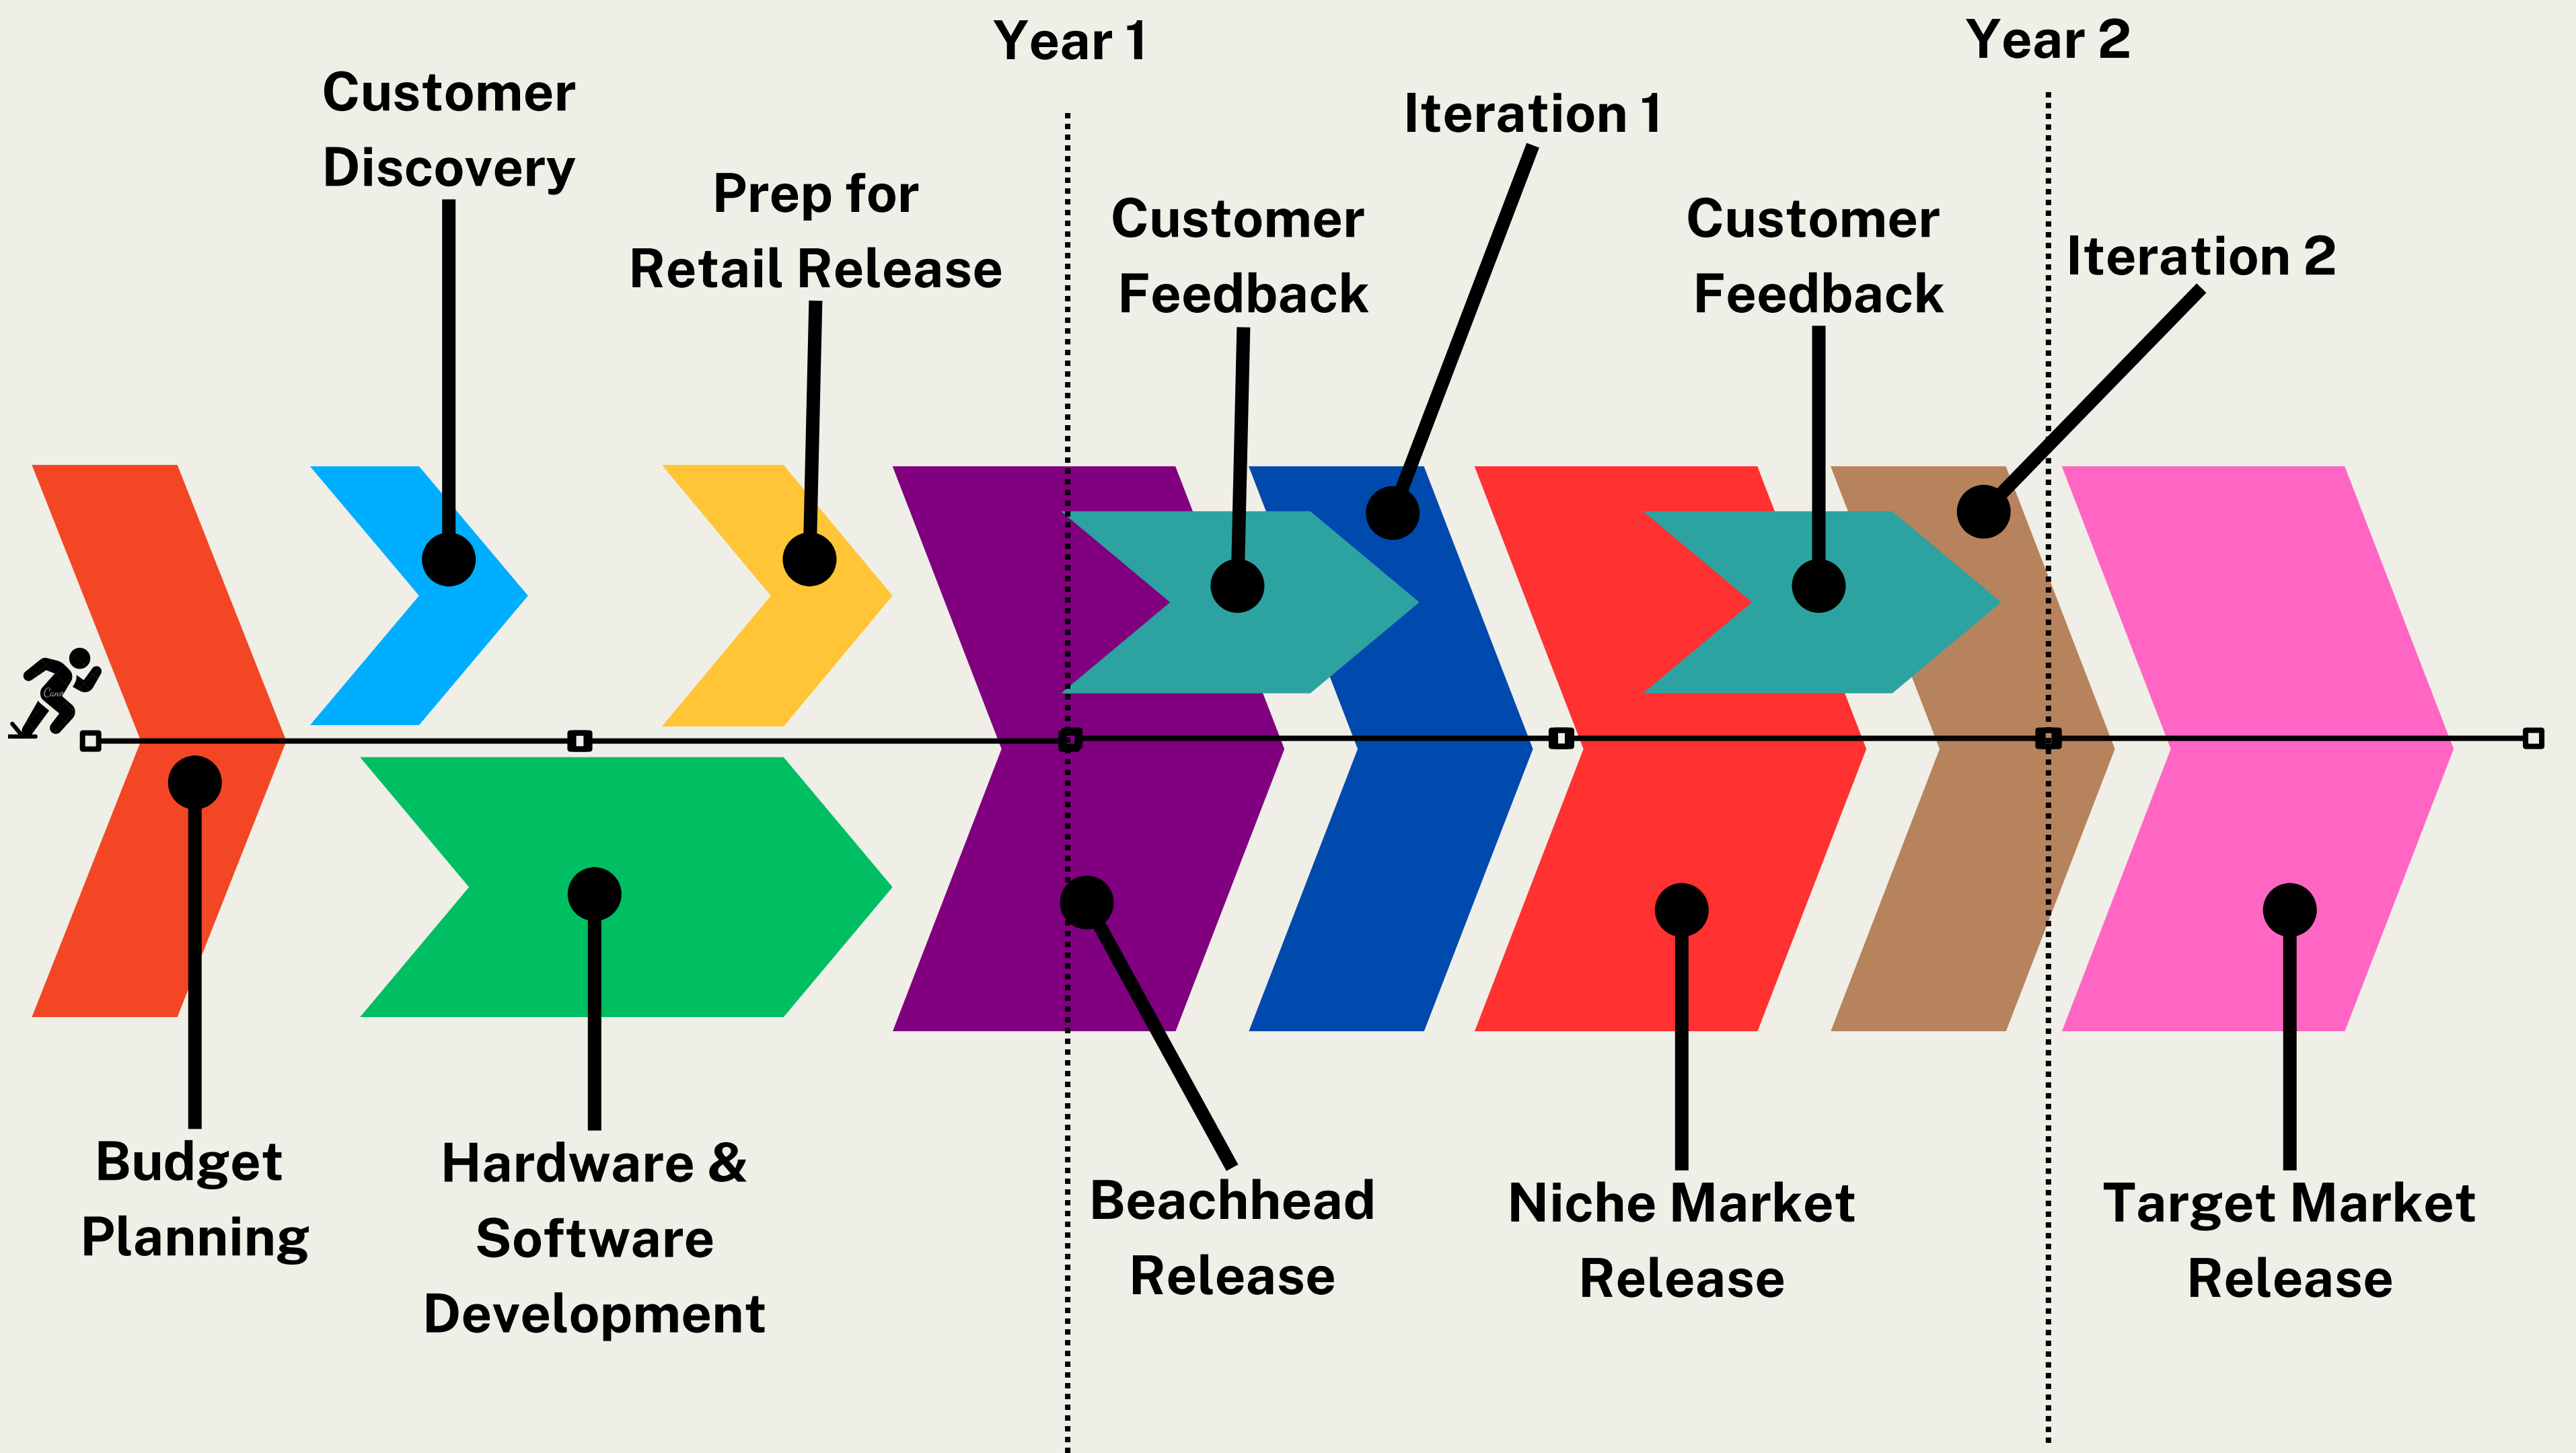 Year 1
Year 2
Customer
Discovery
Prep for
Retail Release
Customer
Feedback
Iteration 1
Customer
Feedback
Iteration 2
Budget
Planning
Hardware &
Software
Development
Beachhead
Release
Niche Market
Release
Target Market
Release